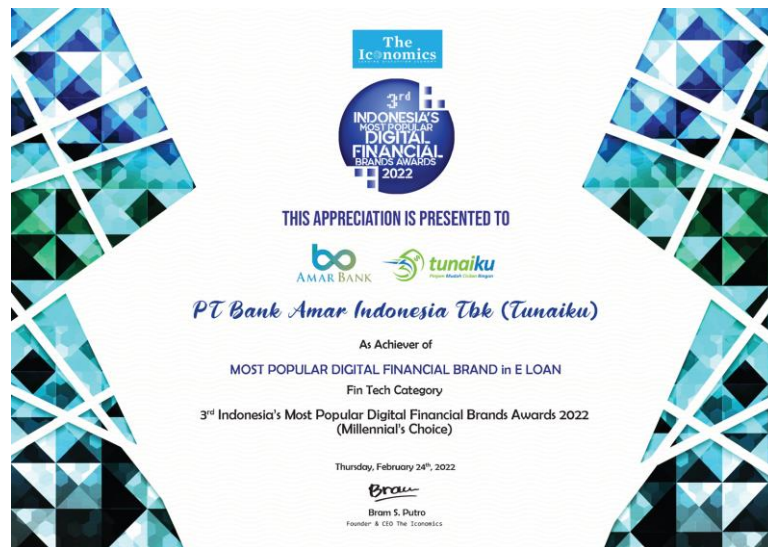 The
Iconomics
3rd
INDONESIA'S
MOST POPULAR
DIGITAL
FINANCIAL
BRANDS AWARDS
2022
THIS APPRECIATION IS PRESENTED TO
AMAR BANK
tunaiku
PT Bank Amar Indonesia Tbk (Tunaiku)
As Achiever of
MOST POPULAR DIGITAL FINANCIAL BRAND in E LOAN
Fin Tech Category
3rd Indonesia's Most Popular Digital Financial Brands Awards 2022
(Millennial's Choice)
Thursday, February 24th, 2022
Bram
Bram S. Putro
Founder & CEO The Iconomics